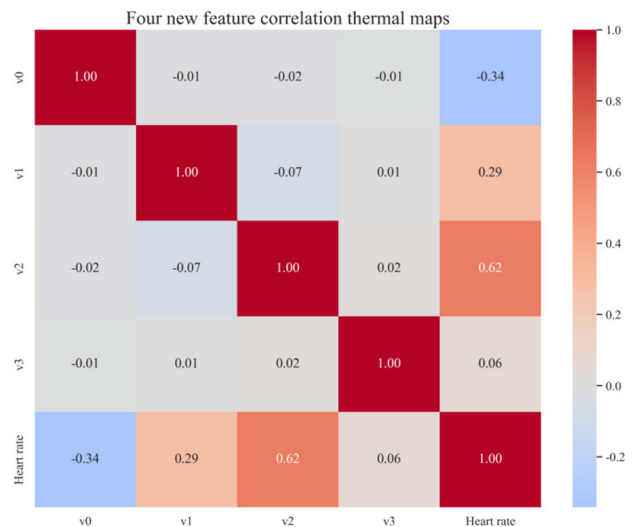 Four new feature correlation thermal maps
v0 1.00 -0.01 -0.02 -0.01 -0.34
v1 -0.01 1.00 -0.07 0.01 0.29
v2 -0.02 -0.07 1.00 0.02 0.62
v3 -0.01 0.01 0.02 1.00 0.06
Heart rate -0.34 0.29 0.62 0.06 1.00
v0 v1 v2 v3 Heart rate
1.0
0.8
0.6
0.4
0.2
0.0
-0.2